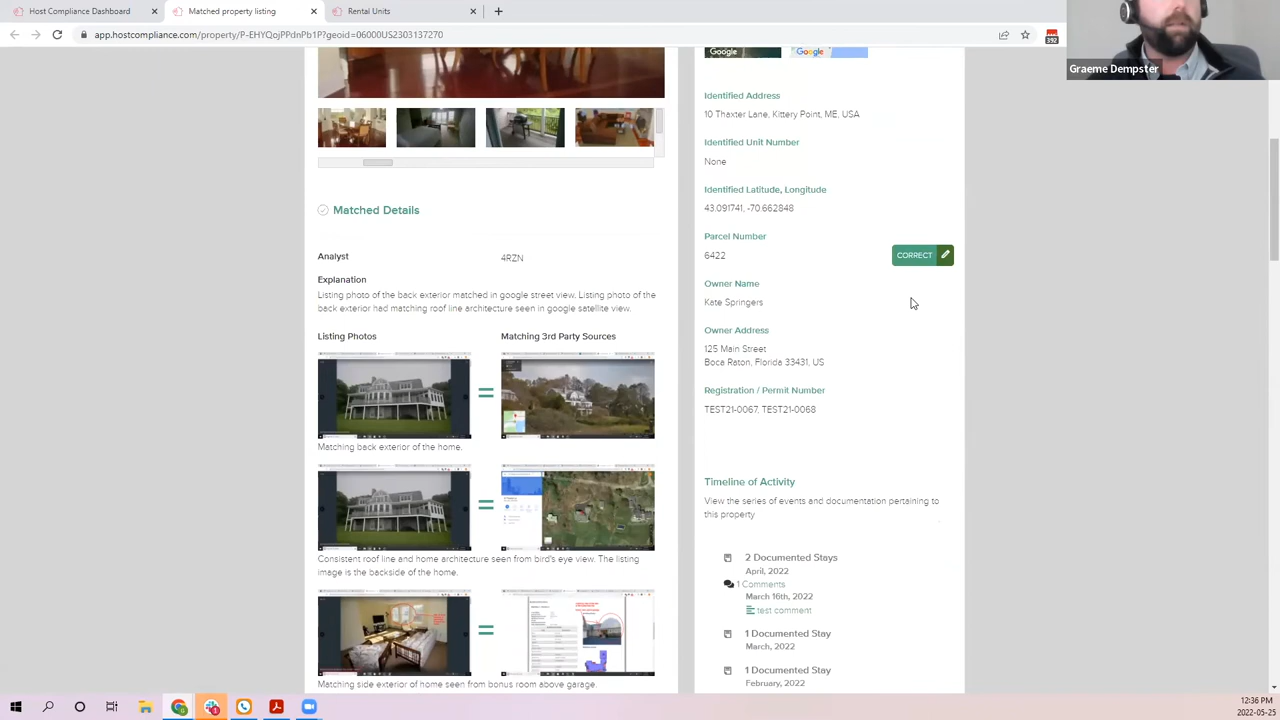 Host Compliance Dashboard
Matched property listing
Rental Units
app.hostcompliance.com/property/P-EHYQojPPdnPb1P?geoid=06000US2303137270
392
Graeme Dempster
Google
Google
Matched Details
Analyst
4RZN
Explanation
Listing photo of the back exterior matched in google street view. Listing photo of the
back exterior had matching roof line architecture seen in google satellite view.
Listing Photos
Matching 3rd Party Sources
=
Matching back exterior of the home.
=
Consistent roof line and home architecture seen from bird's eye view. The listing
image is the backside of the home.
=
Matching side exterior of home seen from bonus room above garage.
Identified Address
10 Thaxter Lane, Kittery Point, ME, USA
Identified Unit Number
None
Identified Latitude, Longitude
43.091741, -70.662848
Parcel Number
6422
CORRECT
Owner Name
Kate Springers
Owner Address
125 Main Street
Boca Raton, Florida 33431, US
Registration / Permit Number
TEST21-0067, TEST21-0068
Timeline of Activity
View the series of events and documentation pertaining to
this property
2 Documented Stays
April, 2022
1 Comments
March 16th, 2022
test comment
1 Documented Stay
March, 2022
1 Documented Stay
February, 2022
12:36 PM
2022-05-25